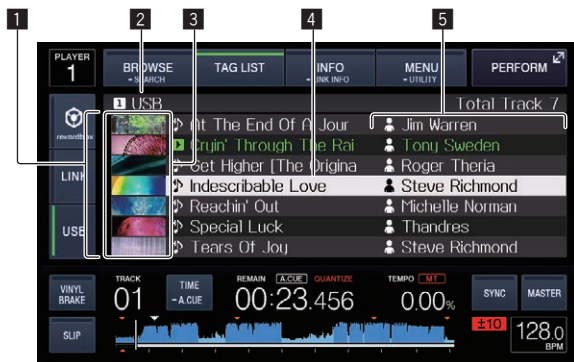 1 2 3 4 5
PLAYER 1
BROWSE - SEARCH
TAG LIST
INFO - LINK INFO
MENU - UTILITY
PERFORM
1 USB Total Track 7
rekordbox
LINK
USB
At The End Of A Jour Jim Warren
Cryin' Through The Rai Tony Sweden
Get Higher [The Origina Roger Theria
Indescribable Love Steve Richmond
Reachin' Out Michelle Norman
Special Luck Thandres
Tears Of Joy Steve Richmond
VINYL BRAKE
TRACK 01
TIME - A.CUE
REMAIN A.CUE QUANTIZE
00:23.456
TEMPO MT
0.00%
SYNC
MASTER
SLIP
±10
128.0 BPM